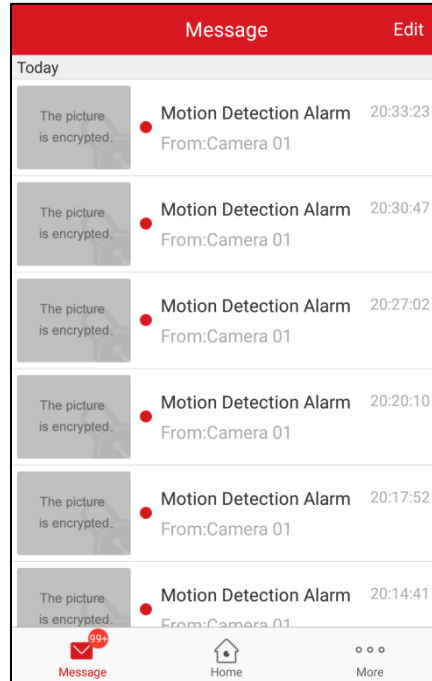 Message
Edit
Today
The picture
is encrypted.
Motion Detection Alarm
20:33:23
From:Camera 01
The picture
is encrypted.
Motion Detection Alarm
20:30:47
From:Camera 01
The picture
is encrypted.
Motion Detection Alarm
20:27:02
From:Camera 01
The picture
is encrypted.
Motion Detection Alarm
20:20:10
From:Camera 01
The picture
is encrypted.
Motion Detection Alarm
20:17:52
From:Camera 01
The picture
is encrypted.
Motion Detection Alarm
20:14:41
From:Camera 01
99+
Message
Home
More